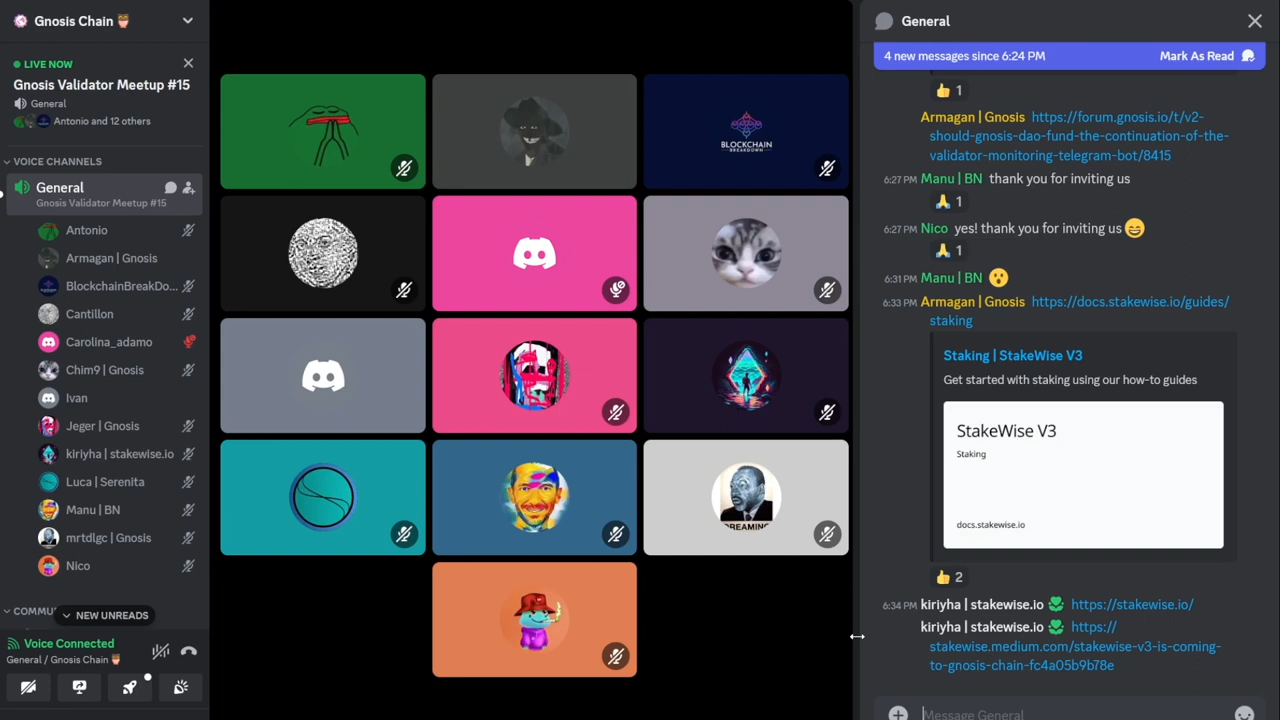 Gnosis Chain
LIVE NOW
Gnosis Validator Meetup #15
General
Antonio and 12 others
VOICE CHANNELS
General
Gnosis Validator Meetup #15
Antonio
Armagan | Gnosis
BlockchainBreakDo...
Cantillon
Carolina_adamo
Chim9 | Gnosis
Ivan
Jeger | Gnosis
kiriyha | stakewise.io
Luca | Serenita
Manu | BN
mrtdlgc | Gnosis
Nico
COMMU
NEW UNREADS
Voice Connected
General / Gnosis Chain
BLOCKCHAIN
BREAKDOWN
DREAMING
General
4 new messages since 6:24 PM Mark As Read
👍 1
Armagan | Gnosis https://forum.gnosis.io/t/v2-
should-gnosis-dao-fund-the-continuation-of-the-
validator-monitoring-telegram-bot/8415
6:27 PM Manu | BN thank you for inviting us
🙏 1
6:27 PM Nico yes! thank you for inviting us 😄
🙏 1
6:31 PM Manu | BN 😮
6:33 PM Armagan | Gnosis https://docs.stakewise.io/guides/
staking
Staking | StakeWise V3
Get started with staking using our how-to guides
StakeWise V3
Staking
docs.stakewise.io
👍 2
6:34 PM kiriyha | stakewise.io https://stakewise.io/
kiriyha | stakewise.io https://
stakewise.medium.com/stakewise-v3-is-coming-
to-gnosis-chain-fc4a05b9b78e
Message General